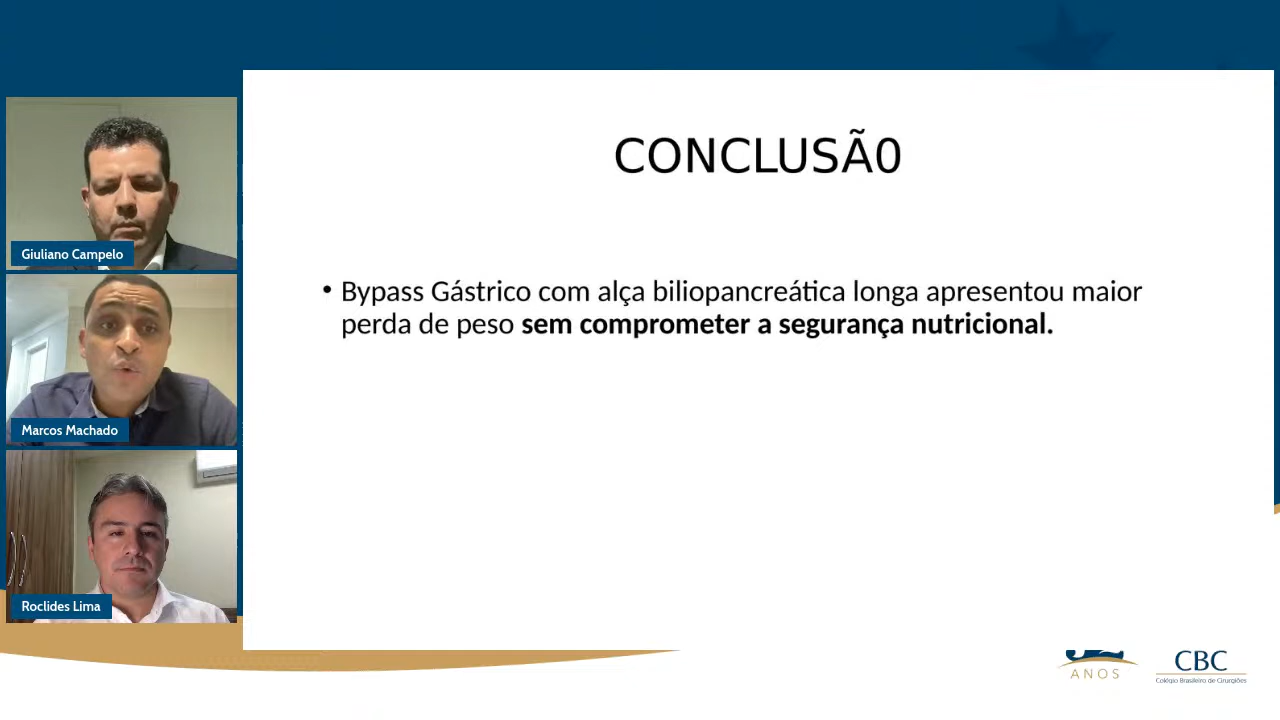 CONCLUSÃ0
• Bypass Gástrico com alça biliopancreática longa apresentou maior
perda de peso sem comprometer a segurança nutricional.
Giuliano Campelo
Marcos Machado
Roclides Lima
ANOS
CBC
Colégio Brasileiro de Cirurgiões